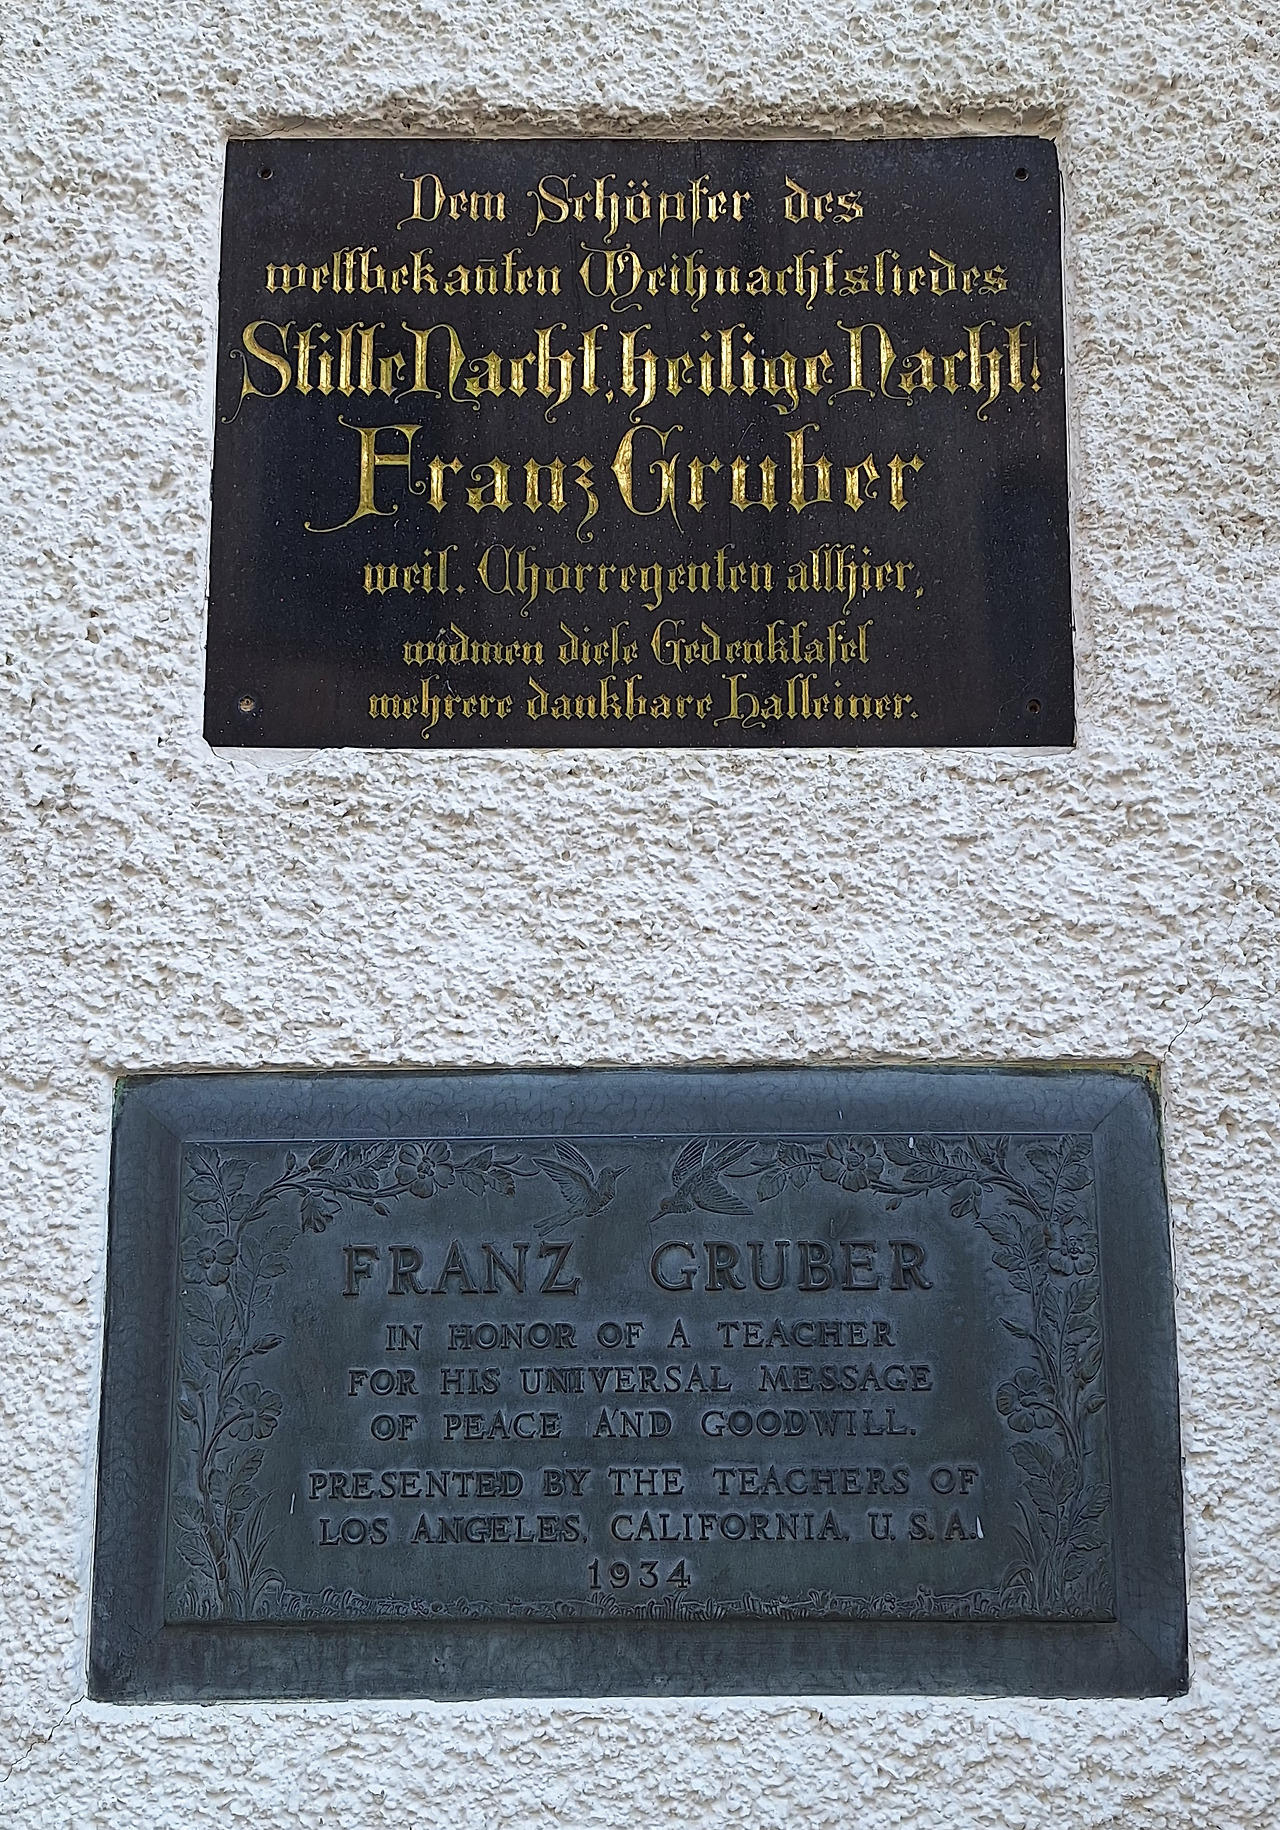 Dem Schöpfer des
weltbekan̄ten Weihnachtsliedes
Stille Nacht, heilige Nacht!
Franz Gruber
weil. Chorregenten allhier,
widmen diese Gedenktafel
mehrere dankbare Halleiner.
FRANZ GRUBER
IN HONOR OF A TEACHER
FOR HIS UNIVERSAL MESSAGE
OF PEACE AND GOODWILL.
PRESENTED BY THE TEACHERS OF
LOS ANGELES, CALIFORNIA, U.S.A.
1934